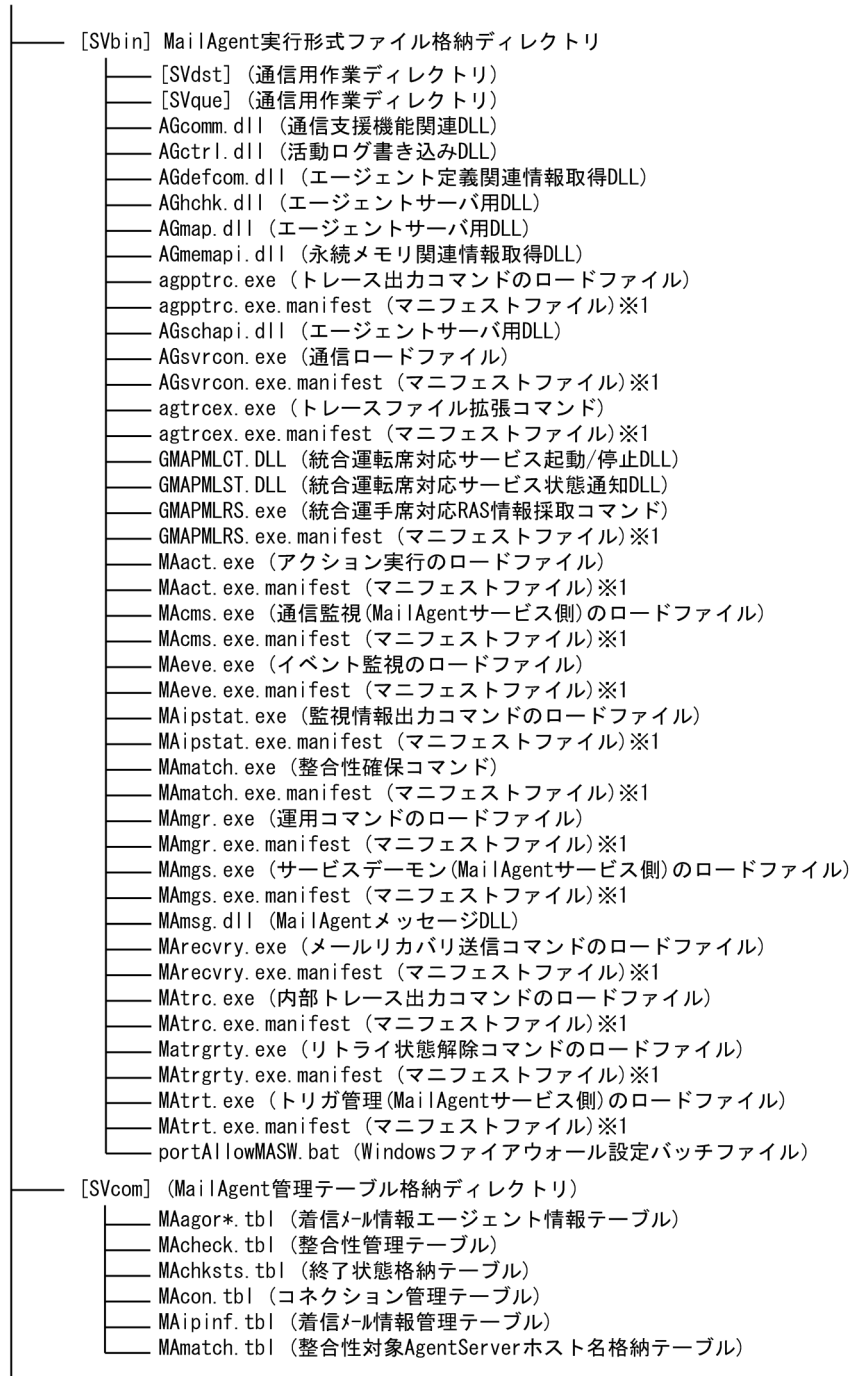 [SVbin] MailAgent実行形式ファイル格納ディレクトリ
[SVdst] (通信用作業ディレクトリ)
[SVque] (通信用作業ディレクトリ)
AGcomm.dll (通信支援機能関連DLL)
AGctrl.dll (活動ログ書き込みDLL)
AGdefcom.dll (エージェント定義関連情報取得DLL)
AGhchk.dll (エージェントサーバ用DLL)
AGmap.dll (エージェントサーバ用DLL)
AGmemapi.dll (永続メモリ関連情報取得DLL)
agpptrc.exe (トレース出力コマンドのロードファイル)
agpptrc.exe.manifest (マニフェストファイル)※1
AGschapi.dll (エージェントサーバ用DLL)
AGsvrcon.exe (通信ロードファイル)
AGsvrcon.exe.manifest (マニフェストファイル)※1
agtrcex.exe (トレースファイル拡張コマンド)
agtrcex.exe.manifest (マニフェストファイル)※1
GMAPMLCT.DLL (統合運転席対応サービス起動/停止DLL)
GMAPMLST.DLL (統合運転席対応サービス状態通知DLL)
GMAPMLRS.exe (統合運手席対応RAS情報採取コマンド)
GMAPMLRS.exe.manifest (マニフェストファイル)※1
MAact.exe (アクション実行のロードファイル)
MAact.exe.manifest (マニフェストファイル)※1
MAcms.exe (通信監視(MailAgentサービス側)のロードファイル)
MAcms.exe.manifest (マニフェストファイル)※1
MAeve.exe (イベント監視のロードファイル)
MAeve.exe.manifest (マニフェストファイル)※1
MAipstat.exe (監視情報出力コマンドのロードファイル)
MAipstat.exe.manifest (マニフェストファイル)※1
MAmatch.exe (整合性確保コマンド)
MAmatch.exe.manifest (マニフェストファイル)※1
MAmgr.exe (運用コマンドのロードファイル)
MAmgr.exe.manifest (マニフェストファイル)※1
MAmgs.exe (サービスデーモン(MailAgentサービス側)のロードファイル)
MAmgs.exe.manifest (マニフェストファイル)※1
MAmsg.dll (MailAgentメッセージDLL)
MArecvry.exe (メールリカバリ送信コマンドのロードファイル)
MArecvry.exe.manifest (マニフェストファイル)※1
MAtrc.exe (内部トレース出力コマンドのロードファイル)
MAtrc.exe.manifest (マニフェストファイル)※1
Matrgrty.exe (リトライ状態解除コマンドのロードファイル)
MAtrgrty.exe.manifest (マニフェストファイル)※1
MAtrt.exe (トリガ管理(MailAgentサービス側)のロードファイル)
MAtrt.exe.manifest (マニフェストファイル)※1
portAllowMASW.bat (Windowsファイアウォール設定バッチファイル)
[SVcom] (MailAgent管理テーブル格納ディレクトリ)
MAagor*.tbl (着信ﾒｰﾙ情報エージェント情報テーブル)
MAcheck.tbl (整合性管理テーブル)
MAchksts.tbl (終了状態格納テーブル)
MAcon.tbl (コネクション管理テーブル)
MAipinf.tbl (着信ﾒｰﾙ情報管理テーブル)
MAmatch.tbl (整合性対象AgentServerホスト名格納テーブル)